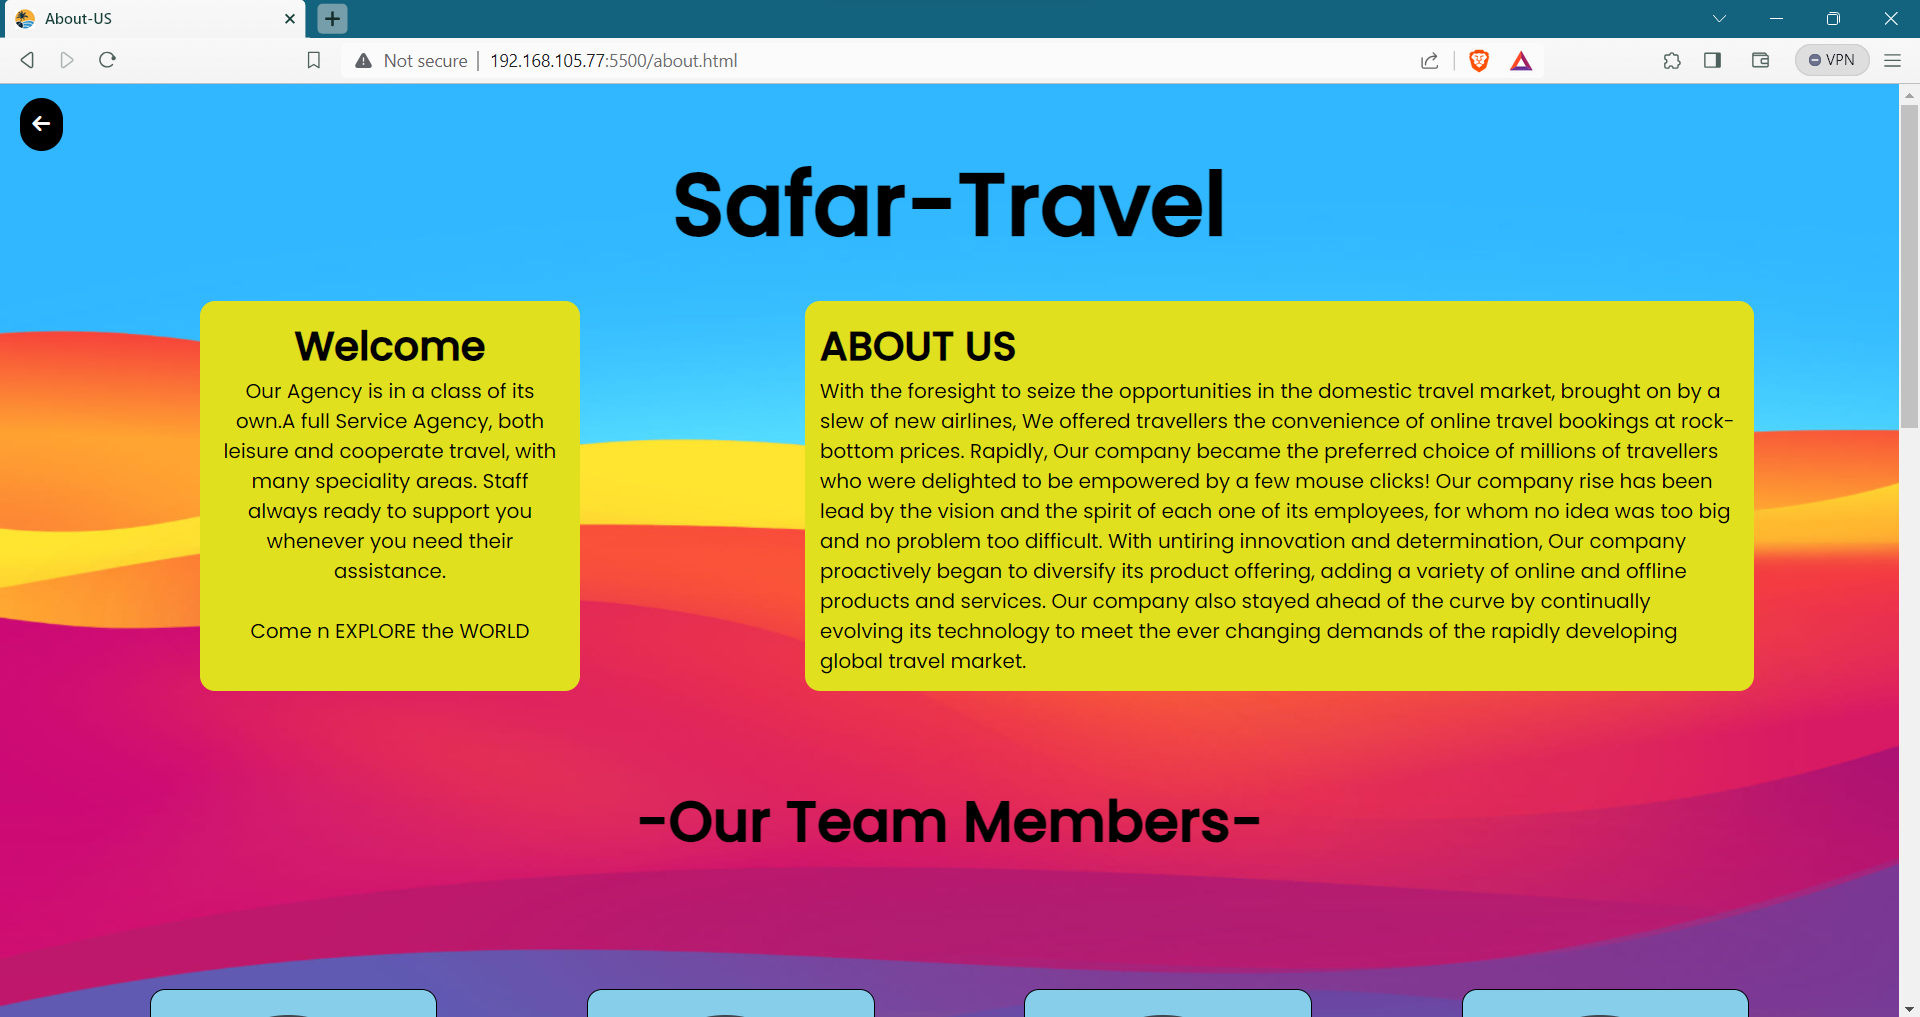 About-US
Not secure
192.168.105.77:5500/about.html
VPN
Safar-Travel
Welcome
Our Agency is in a class of its
own.A full Service Agency, both
leisure and cooperate travel, with
many speciality areas. Staff
always ready to support you
whenever you need their
assistance.
Come n EXPLORE the WORLD
ABOUT US
With the foresight to seize the opportunities in the domestic travel market, brought on by a
slew of new airlines, We offered travellers the convenience of online travel bookings at rock-
bottom prices. Rapidly, Our company became the preferred choice of millions of travellers
who were delighted to be empowered by a few mouse clicks! Our company rise has been
lead by the vision and the spirit of each one of its employees, for whom no idea was too big
and no problem too difficult. With untiring innovation and determination, Our company
proactively began to diversify its product offering, adding a variety of online and offline
products and services. Our company also stayed ahead of the curve by continually
evolving its technology to meet the ever changing demands of the rapidly developing
global travel market.
-Our Team Members-